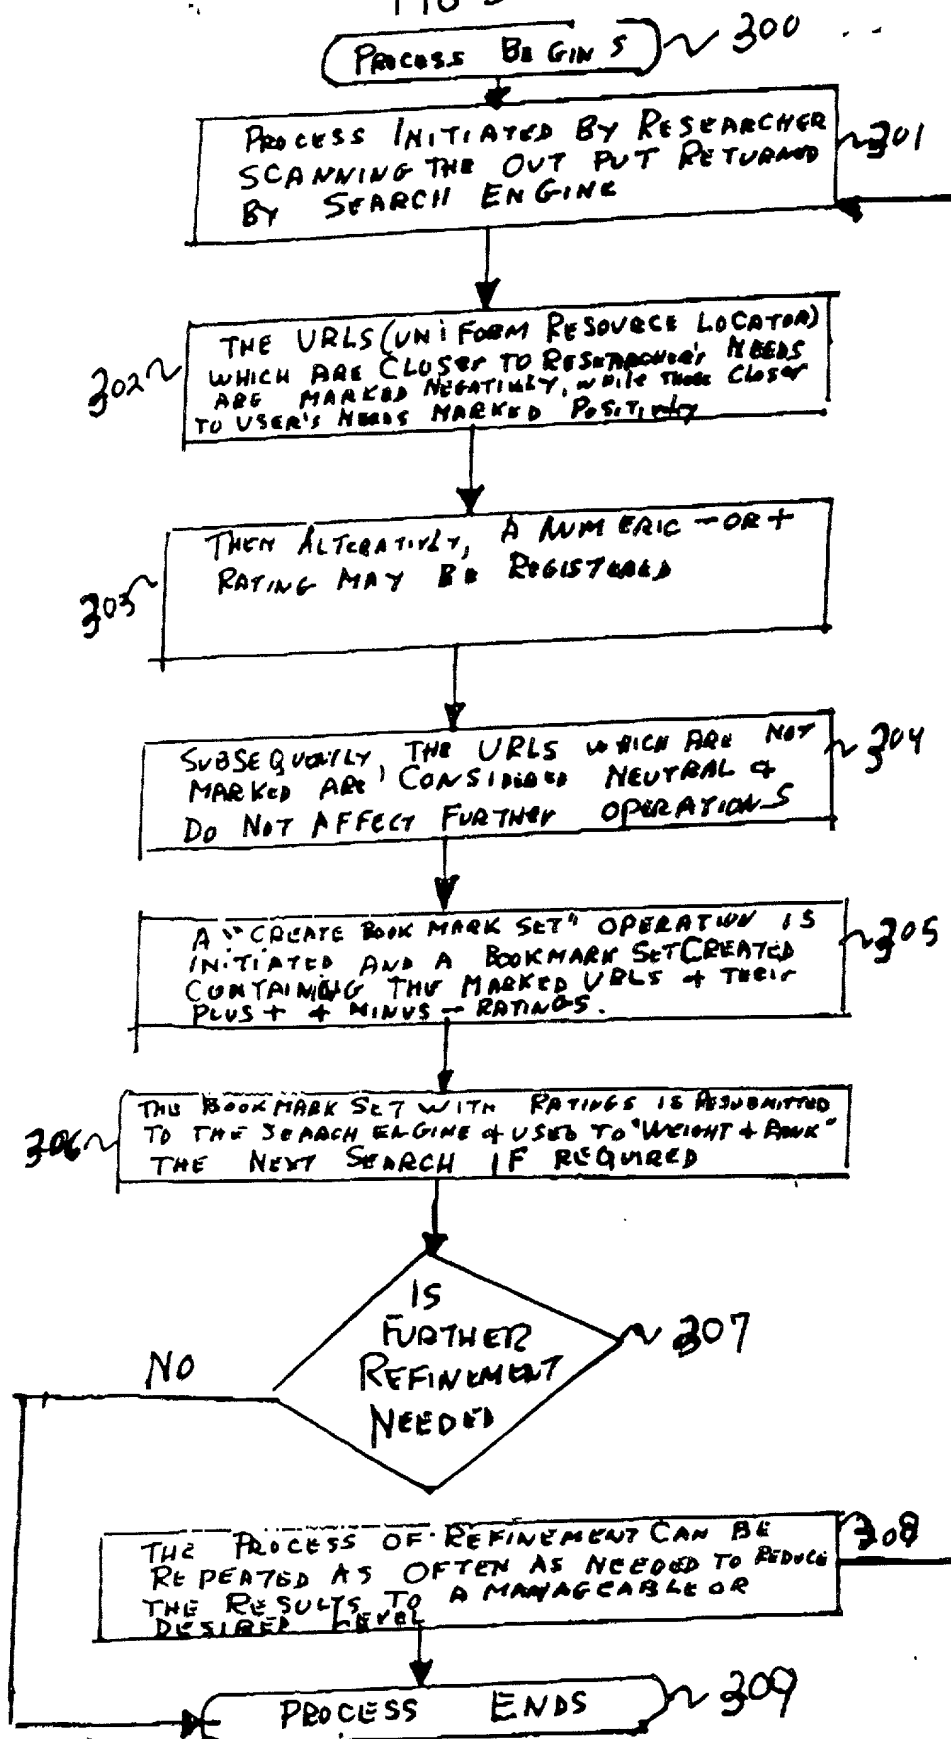 PROCESS BEGINS
300
PROCESS INITIATED BY RESEARCHER
SCANNING THE OUT PUT RETURNED
BY SEARCH ENGINE
301
THE URLS (UNIFORM RESOURCE LOCATOR)
WHICH ARE CLOSER TO RESEARCHER'S NEEDS
ARE MARKED NEGATIVLY, WHILE THOSE CLOSER
TO USER'S NEEDS MARKED POSITIVLY
302
THEN ALTERATIVLY, A NUMERIC - OR +
RATING MAY BE REGISTERED
303
SUBSEQUENTLY, THE URLS WHICH ARE NOT
MARKED ARE CONSIDERED NEUTRAL &
DO NOT AFFECT FURTHER OPERATIONS
304
A "CREATE BOOK MARK SET" OPERATION IS
INITIATED AND A BOOKMARK SET CREATED
CONTAINING THE MARKED URLS & THEIR
PLUS + & MINUS - RATINGS.
305
THE BOOKMARK SET WITH RATINGS IS RESUBMITTED
TO THE SEARCH ENGINE & USED TO "WEIGHT & RANK"
THE NEXT SEARCH IF REQUIRED
306
IS
FURTHER
REFINEMENT
NEEDED
307
NO
THE PROCESS OF REFINEMENT CAN BE
REPEATED AS OFTEN AS NEEDED TO REDUCE
THE RESULTS TO A MANAGEABLE OR
DESIRED LEVEL
308
PROCESS ENDS
309